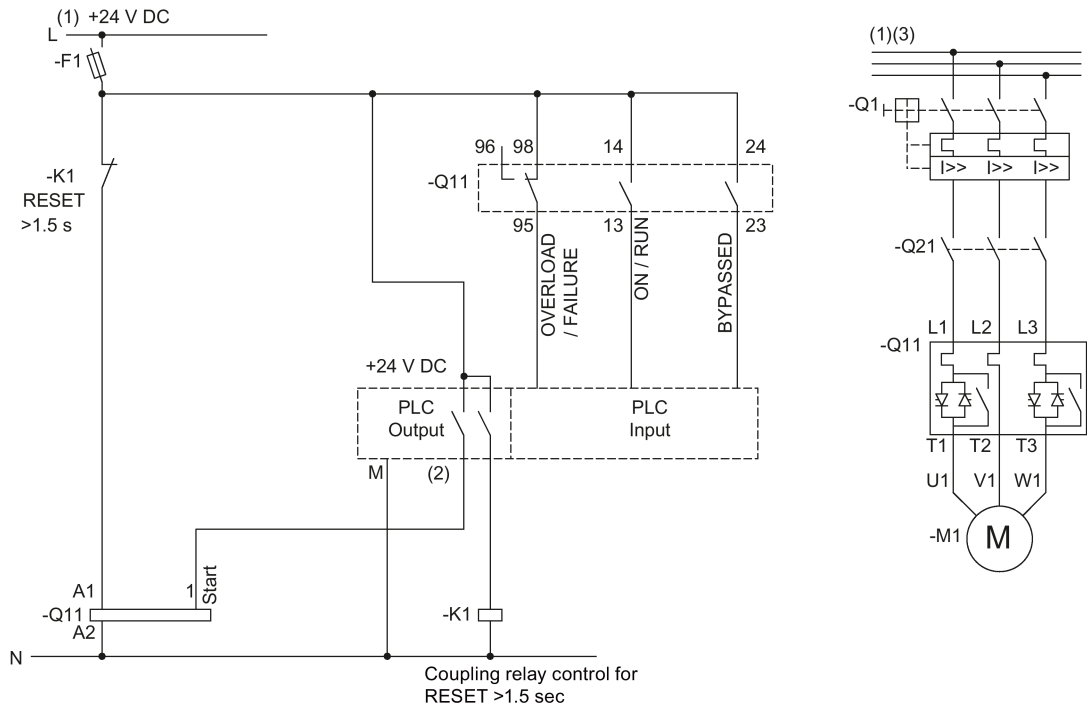 (1) +24 V DC
L
-F1
-K1
RESET
>1.5 s
96 98 14 24
-Q11
95 13 23
OVERLOAD
/ FAILURE
ON / RUN
BYPASSED
+24 V DC
PLC
Output
PLC
Input
M (2)
A1 1
Start
-Q11
A2
-K1
N
Coupling relay control for
RESET >1.5 sec
(1)(3)
-Q1
I>> I>> I>>
-Q21
L1 L2 L3
-Q11
T1 T2 T3
U1 V1 W1
-M1
M